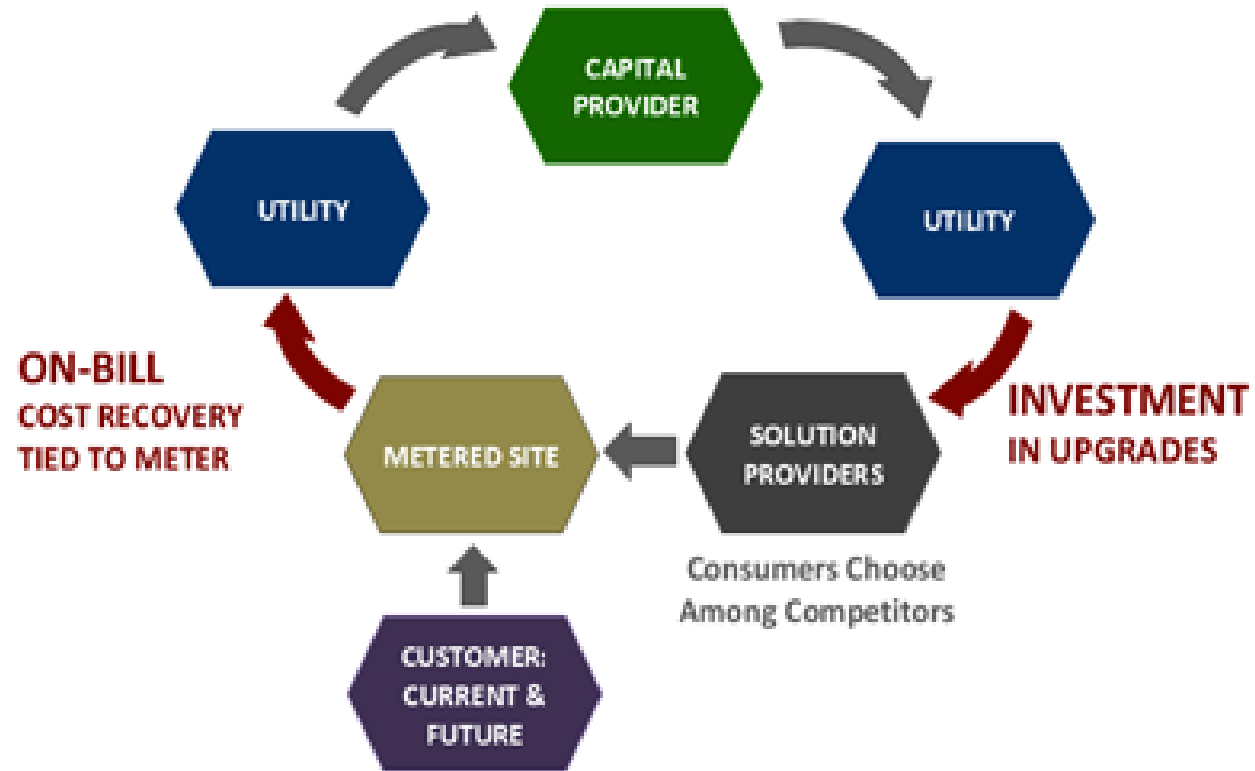 CAPITAL
PROVIDER
UTILITY
UTILITY
ON-BILL
COST RECOVERY
TIED TO METER
INVESTMENT
IN UPGRADES
METERED SITE
SOLUTION
PROVIDERS
Consumers Choose
Among Competitors
CUSTOMER:
CURRENT &
FUTURE